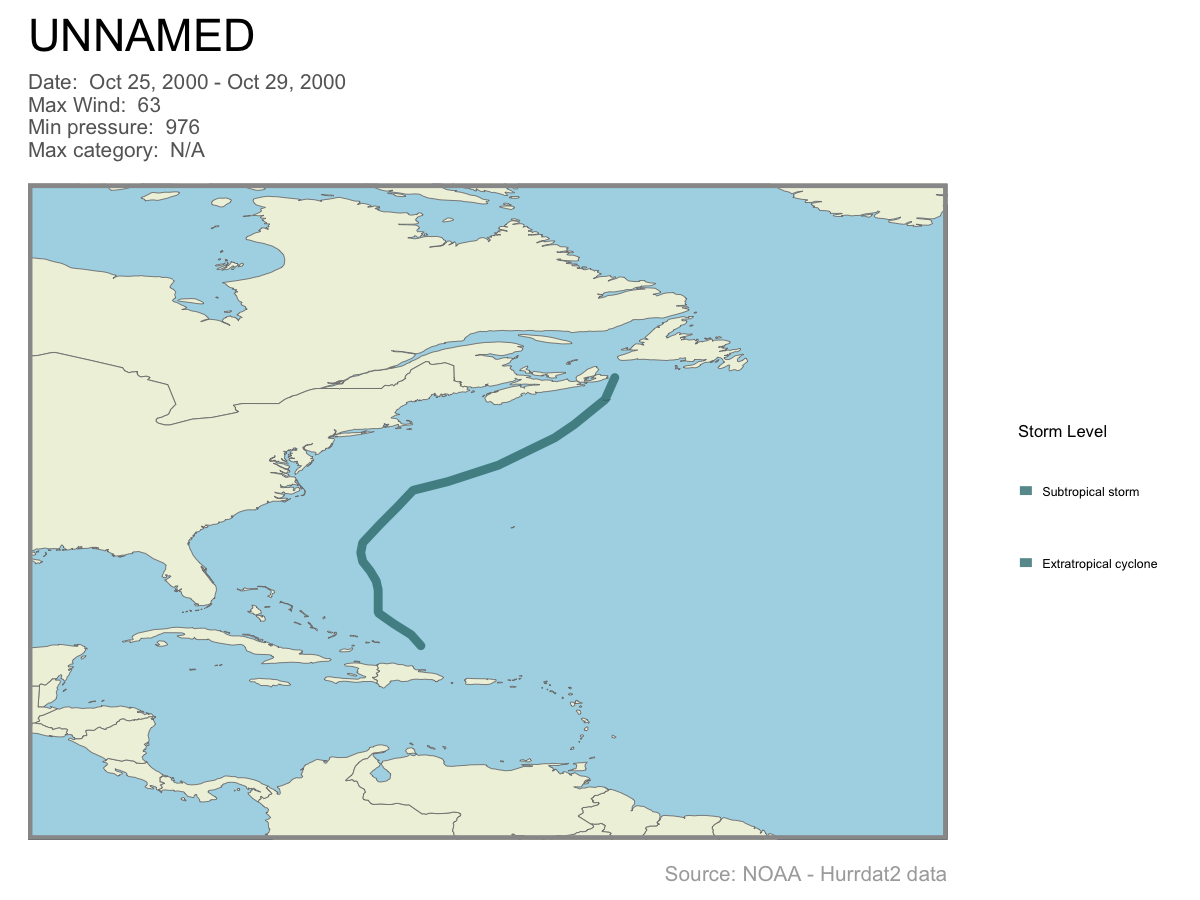 UNNAMED
Date:  Oct 25, 2000 - Oct 29, 2000
Max Wind:  63
Min pressure:  976
Max category:  N/A
Storm Level
Subtropical storm
Extratropical cyclone
Source: NOAA - Hurrdat2 data